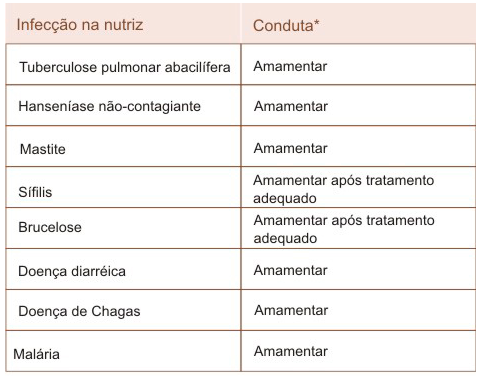 Infecção na nutriz Conduta*
Tuberculose pulmonar abacilífera Amamentar
Hanseníase não-contagiante Amamentar
Mastite Amamentar
Sífilis Amamentar após tratamento
adequado
Brucelose Amamentar após tratamento
adequado
Doença diarréica Amamentar
Doença de Chagas Amamentar
Malária Amamentar